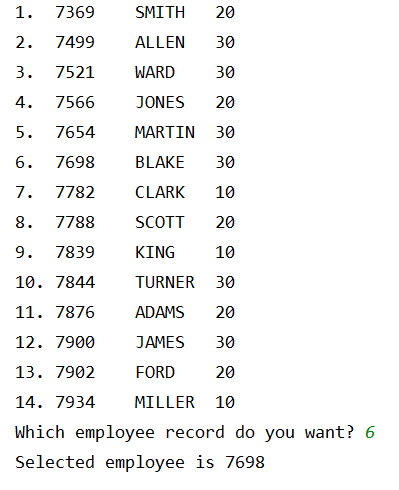 1. 7369 SMITH 20
2. 7499 ALLEN 30
3. 7521 WARD 30
4. 7566 JONES 20
5. 7654 MARTIN 30
6. 7698 BLAKE 30
7. 7782 CLARK 10
8. 7788 SCOTT 20
9. 7839 KING 10
10. 7844 TURNER 30
11. 7876 ADAMS 20
12. 7900 JAMES 30
13. 7902 FORD 20
14. 7934 MILLER 10
Which employee record do you want? 6
Selected employee is 7698